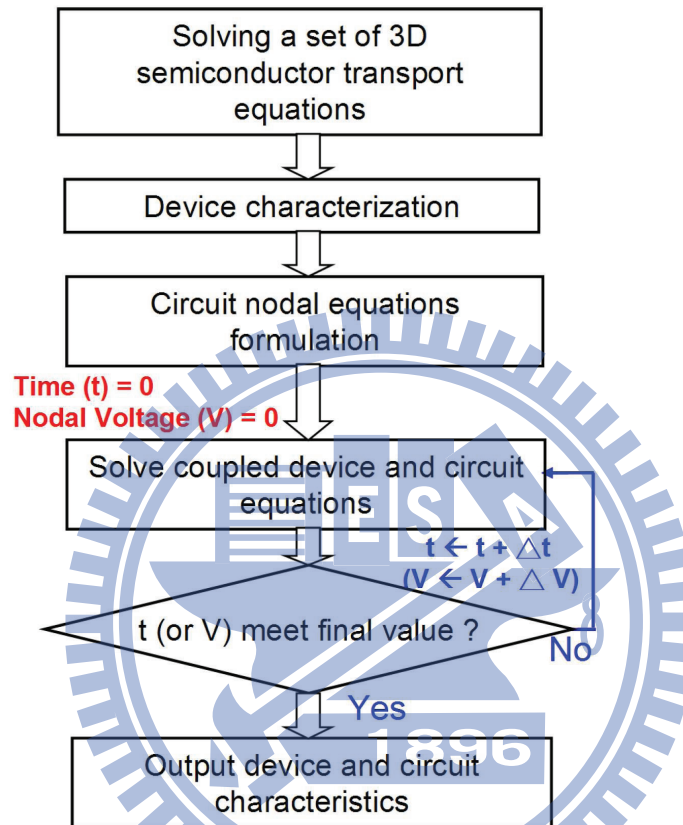 Solving a set of 3D
semiconductor transport
equations
Device characterization
Circuit nodal equations
formulation
Time (t) = 0
Nodal Voltage (V) = 0
Solve coupled device and circuit
equations
E S A
t ← t + △t
(V ← V + △ V)
t (or V) meet final value ?
No
Yes
1896
Output device and circuit
characteristics